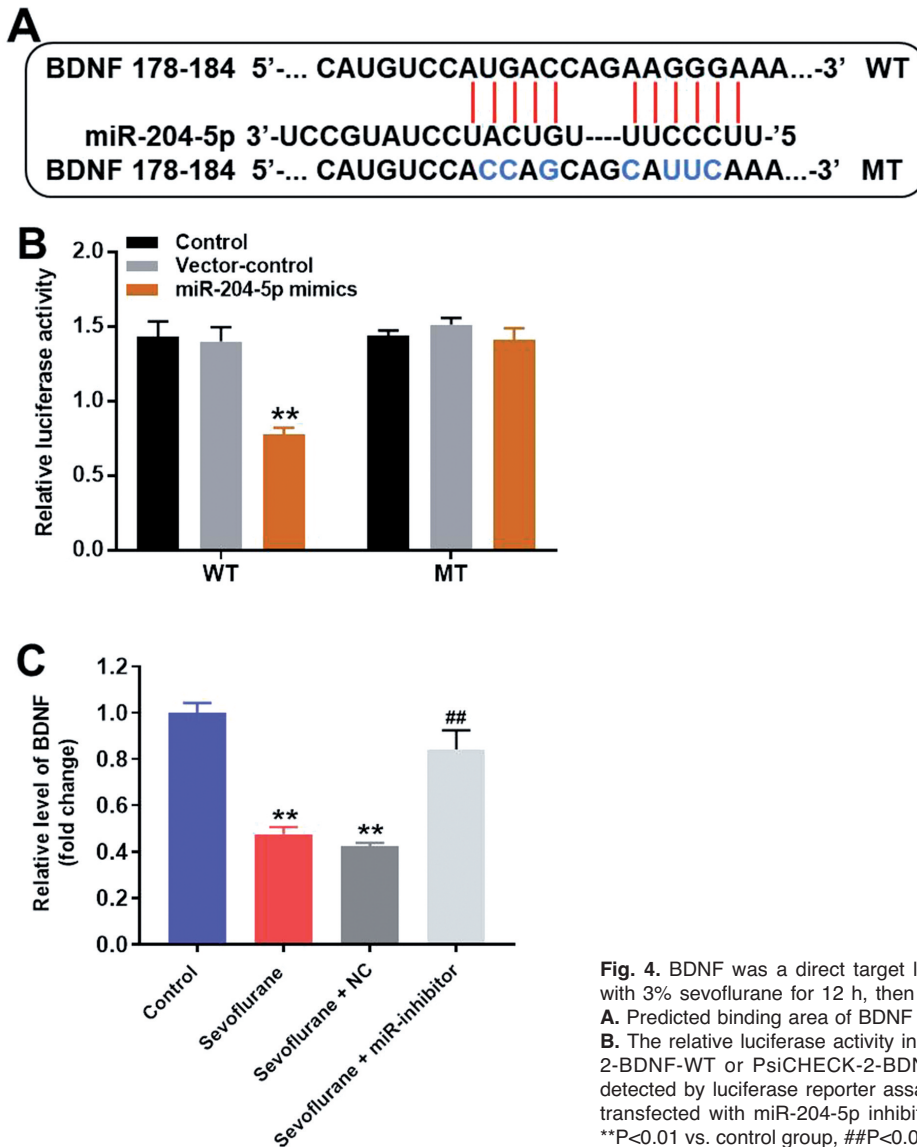 A
BDNF 178-184 5’-... CAUGUCCAUGACCAGAAGGGAAA...-3’ WT
miR-204-5p 3’-UCCGUAUCCUACUGU----UUCCCUU-’5
BDNF 178-184 5’-... CAUGUCCACCAGCAGCAUUCAAA...-3’ MT
B
Control
Vector-control
miR-204-5p mimics
Relative luciferase activity
2.0
1.5
1.0
0.5
0.0
**
WT
MT
C
Relative level of BDNF
(fold change)
1.2
1.0
0.8
0.6
0.4
0.2
0.0
**
**
##
Control
Sevoflurane
Sevoflurane + NC
Sevoflurane + miR-inhibitor
Fig. 4. BDNF was a direct target
with 3% sevoflurane for 12 h, then
A. Predicted binding area of BDNF
B. The relative luciferase activity in
2-BDNF-WT or PsiCHECK-2-BDN
detected by luciferase reporter assa
transfected with miR-204-5p inhibit
**P<0.01 vs. control group, ##P<0.0